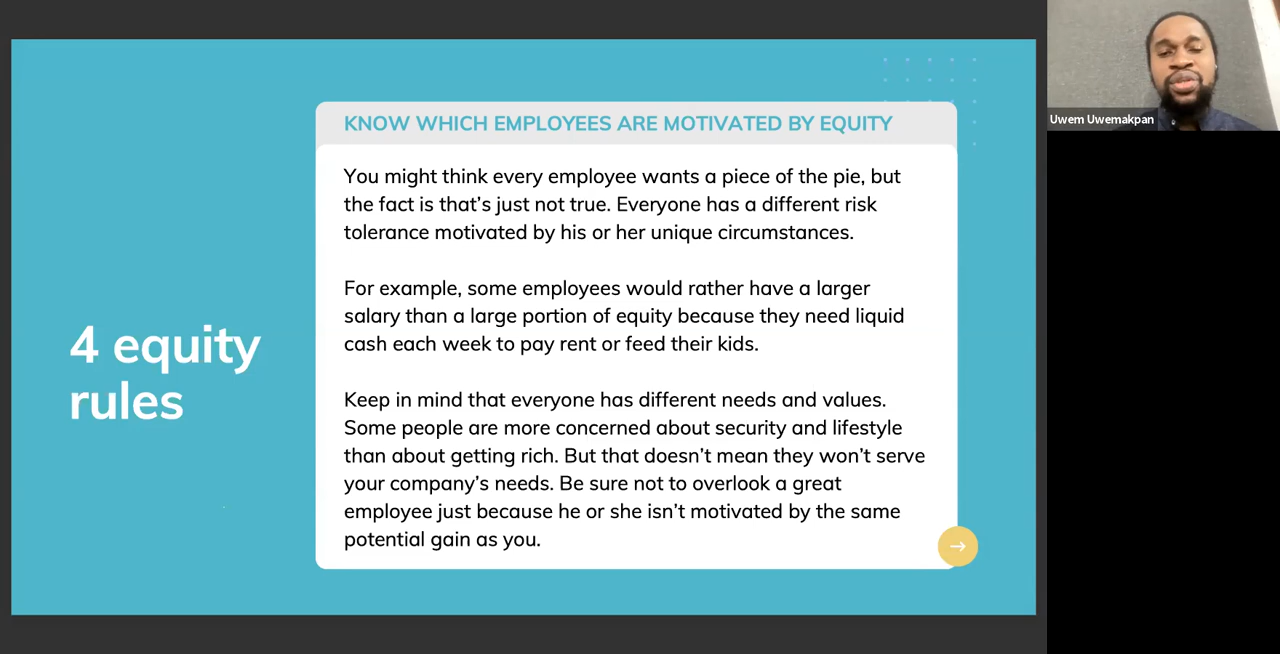 4 equity
rules
KNOW WHICH EMPLOYEES ARE MOTIVATED BY EQUITY
You might think every employee wants a piece of the pie, but
the fact is that’s just not true. Everyone has a different risk
tolerance motivated by his or her unique circumstances.
For example, some employees would rather have a larger
salary than a large portion of equity because they need liquid
cash each week to pay rent or feed their kids.
Keep in mind that everyone has different needs and values.
Some people are more concerned about security and lifestyle
than about getting rich. But that doesn’t mean they won’t serve
your company’s needs. Be sure not to overlook a great
employee just because he or she isn’t motivated by the same
potential gain as you.
Uwem Uwemakpan